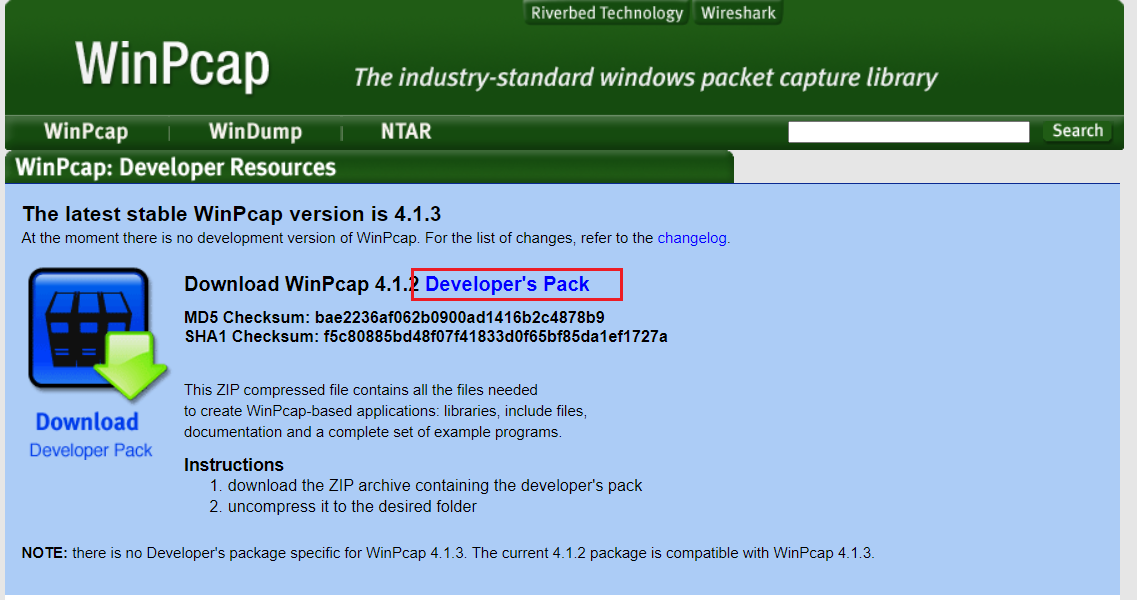 Riverbed Technology Wireshark
WinPcap
The industry-standard windows packet capture library
WinPcap | WinDump | NTAR Search
WinPcap: Developer Resources
The latest stable WinPcap version is 4.1.3
At the moment there is no development version of WinPcap. For the list of changes, refer to the changelog.
Download WinPcap 4.1.2 Developer's Pack
MD5 Checksum: bae2236af062b0900ad1416b2c4878b9
SHA1 Checksum: f5c80885bd48f07f41833d0f65bf85da1ef1727a
This ZIP compressed file contains all the files needed
to create WinPcap-based applications: libraries, include files,
documentation and a complete set of example programs.
Download
Developer Pack
Instructions
1. download the ZIP archive containing the developer's pack
2. uncompress it to the desired folder
NOTE: there is no Developer's package specific for WinPcap 4.1.3. The current 4.1.2 package is compatible with WinPcap 4.1.3.